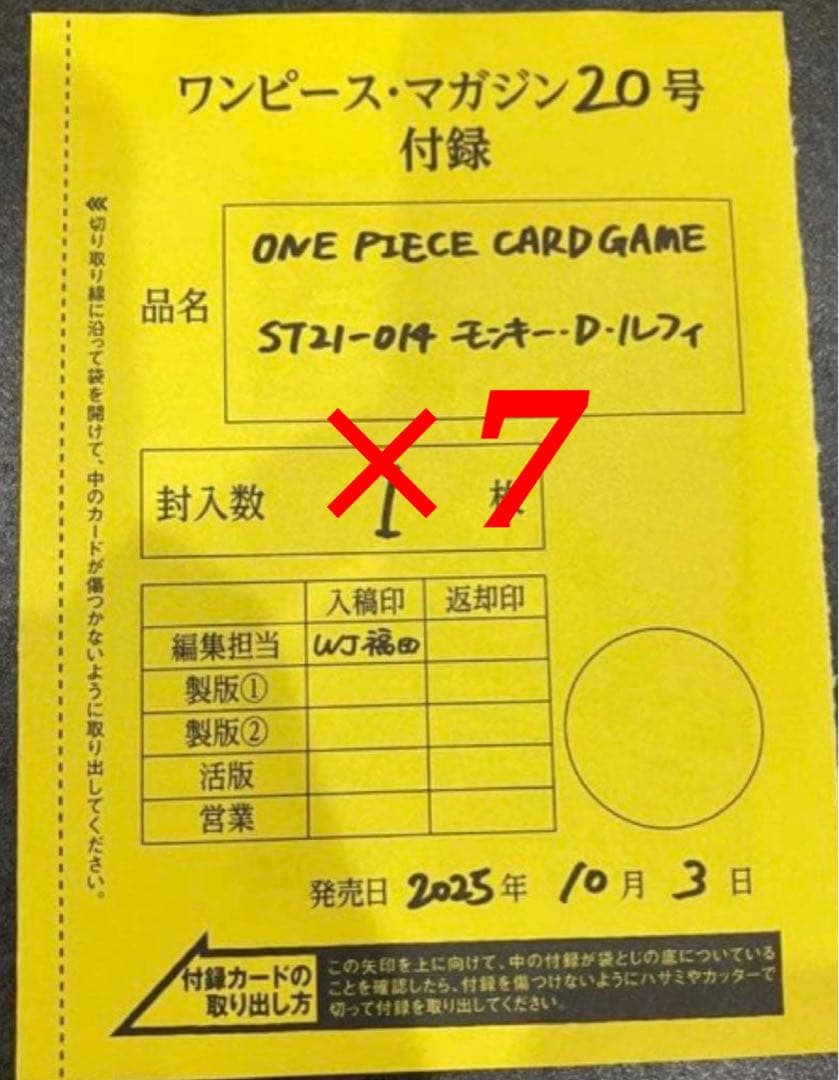 ワンピース・マガジン20号
付録
品名
ONE PIECE CARD GAME
ST21-014 モンキー・D・ルフィ
×7
封入数 1 枚
入稿印 返却印
編集担当 WJ福田
製版①
製版②
活版
営業
発売日 2025年 10月 3日
付録カードの
取り出し方
この矢印を上に向けて、中の付録が袋とじの底についている
ことを確認したら、付録を傷つけないようにハサミやカッターで
切って付録を取り出してください。
切り取り線に沿って袋を開けて、中のカードが傷つかないように取り出してください。